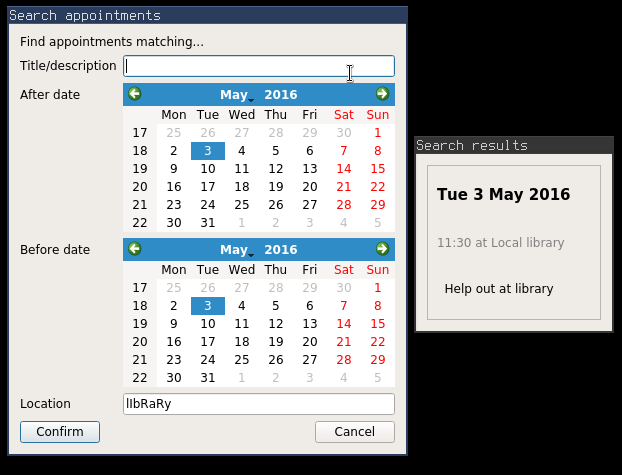 Search appointments
Find appointments matching...
Title/description
After date
May 2016
Mon Tue Wed Thu Fri Sat Sun
17 25 26 27 28 29 30 1
18 2 3 4 5 6 7 8
19 9 10 11 12 13 14 15
20 16 17 18 19 20 21 22
21 23 24 25 26 27 28 29
22 30 31 1 2 3 4 5
Before date
May 2016
Mon Tue Wed Thu Fri Sat Sun
17 25 26 27 28 29 30 1
18 2 3 4 5 6 7 8
19 9 10 11 12 13 14 15
20 16 17 18 19 20 21 22
21 23 24 25 26 27 28 29
22 30 31 1 2 3 4 5
Location lIbRaRy
Confirm Cancel
Search results
Tue 3 May 2016
11:30 at Local library
Help out at library